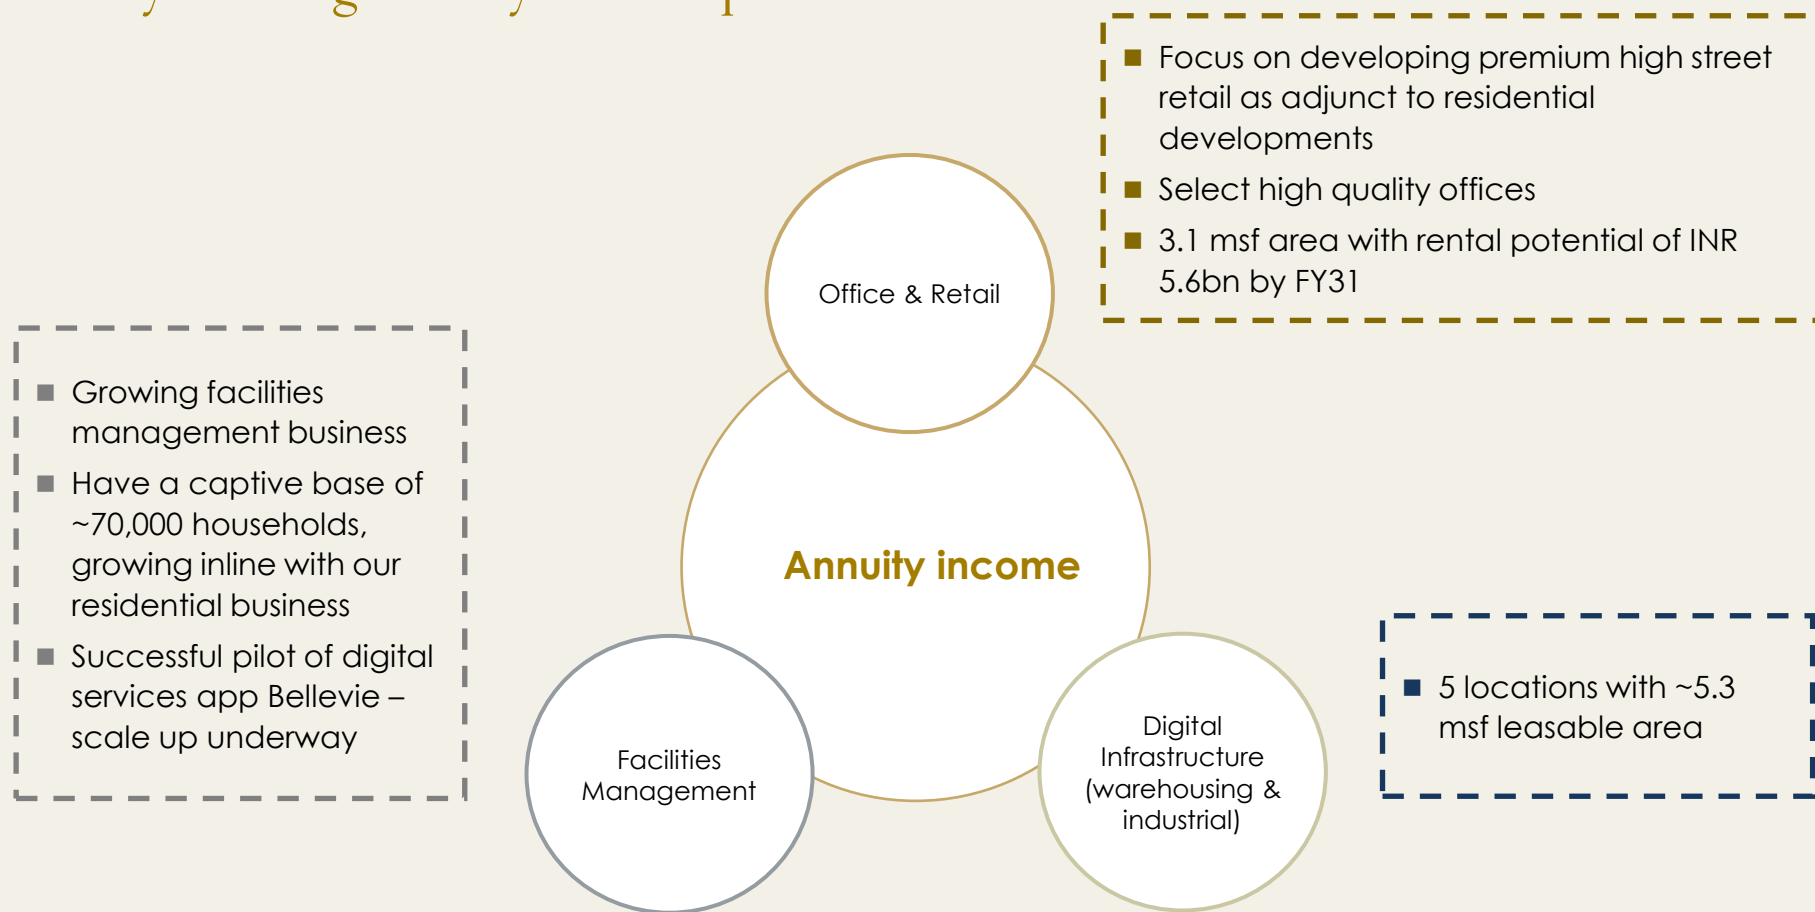 Focus on developing premium high street
retail as adjunct to residential
developments
Select high quality offices
3.1 msf area with rental potential of INR
5.6bn by FY31
Office & Retail
Growing facilities
management business
Have a captive base of
~70,000 households,
growing inline with our
residential business
Successful pilot of digital
services app Bellevie –
scale up underway
Annuity income
Facilities
Management
Digital
Infrastructure
(warehousing &
industrial)
5 locations with ~5.3
msf leasable area